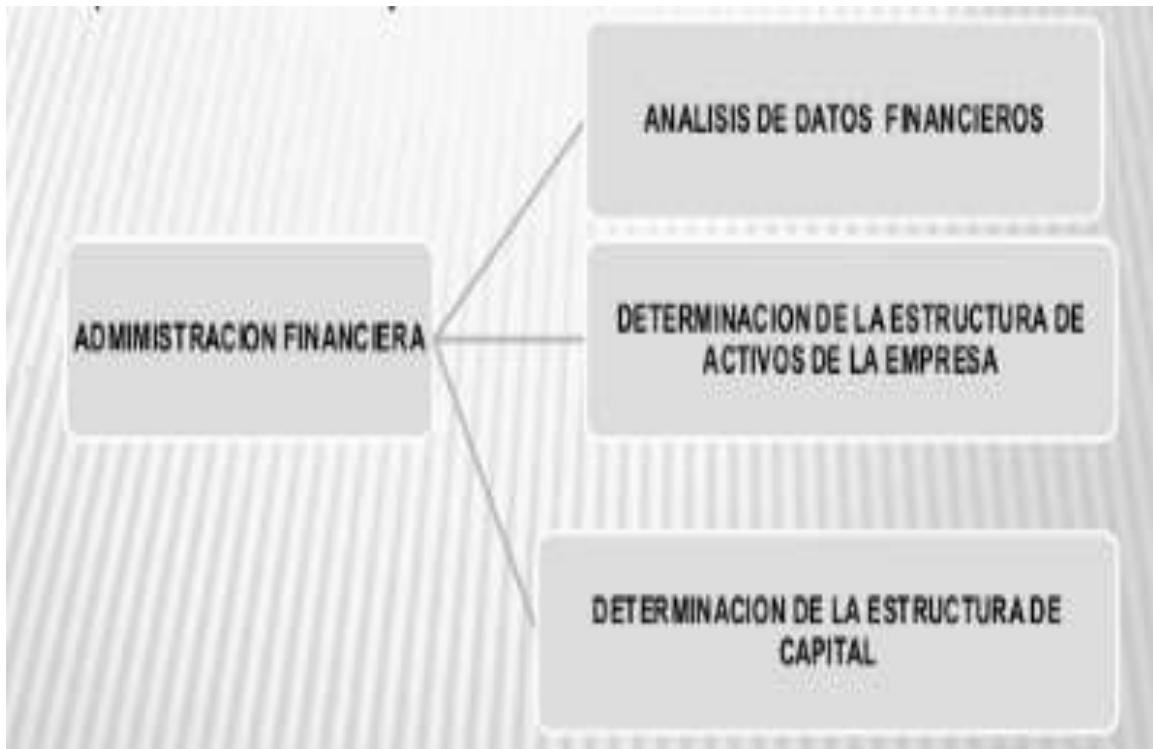 ANALISIS DE DATOS FINANCIEROS
ADMIMISTRACION FINANCIERA
DETERMINACION DE LA ESTRUCTURA DE
ACTIVOS DE LA EMPRESA
DETERMINACION DE LA ESTRUCTURA DE
CAPITAL